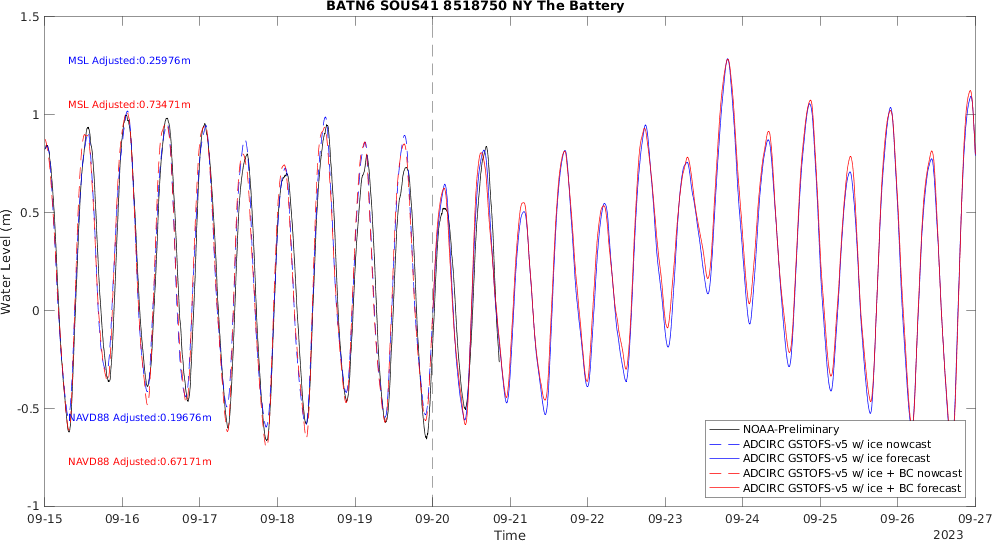 BATN6 SOUS41 8518750 NY The Battery
1.5
1
0.5
0
-0.5
-1
Water Level (m)
MSL Adjusted:0.25976m
MSL Adjusted:0.73471m
NAVD88 Adjusted:0.19676m
NAVD88 Adjusted:0.67171m
NOAA-Preliminary
ADCIRC GSTOFS-v5 w/ ice nowcast
ADCIRC GSTOFS-v5 w/ ice forecast
ADCIRC GSTOFS-v5 w/ ice + BC nowcast
ADCIRC GSTOFS-v5 w/ ice + BC forecast
09-15 09-16 09-17 09-18 09-19 09-20 09-21 09-22 09-23 09-24 09-25 09-26 09-27
Time
2023